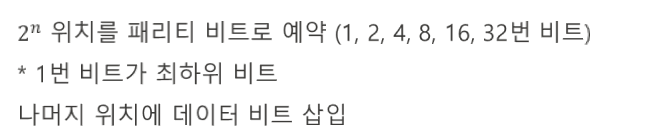 2ⁿ 위치를 패리티 비트로 예약 (1, 2, 4, 8, 16, 32번 비트)
* 1번 비트가 최하위 비트
나머지 위치에 데이터 비트 삽입